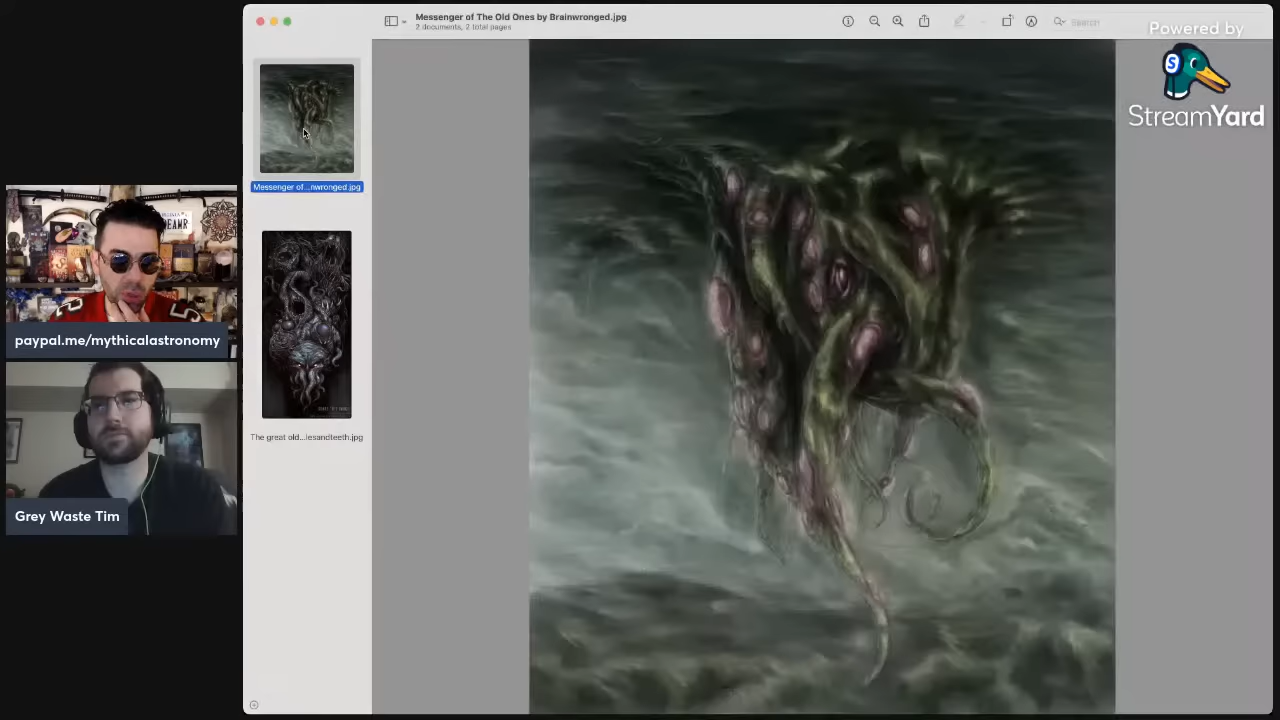 Messenger of The Old Ones by Brainwronged.jpg
2 documents, 2 total pages
Search
Powered by
S
StreamYard
Messenger of...nwronged.jpg
The great old...lesandteeth.jpg
paypal.me/mythicalastronomy
Grey Waste Tim